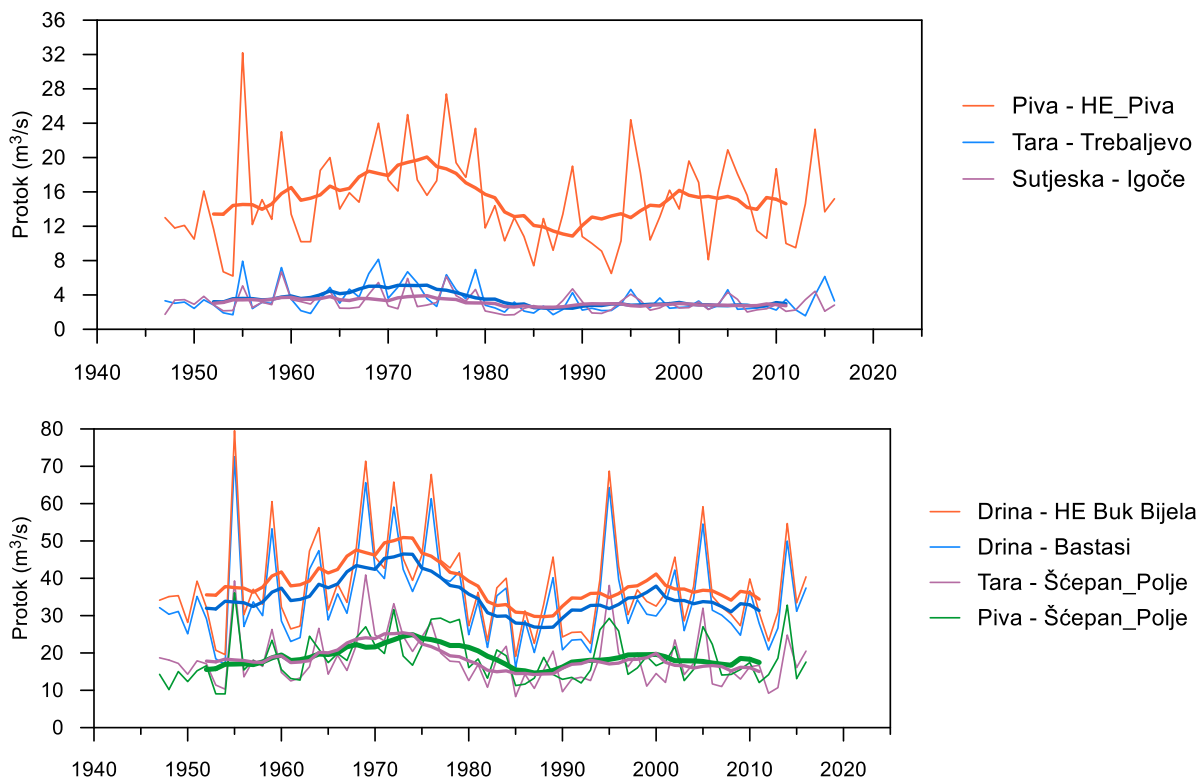 36
32
28
24
20
16
12
8
4
0
Protok (m³/s)
1940 1950 1960 1970 1980 1990 2000 2010 2020
Piva - HE_Piva
Tara - Trebaljevo
Sutjeska - Igoče
80
70
60
50
40
30
20
10
0
Protok (m³/s)
1940 1950 1960 1970 1980 1990 2000 2010 2020
Drina - HE Buk Bijela
Drina - Bastasi
Tara - Šćepan_Polje
Piva - Šćepan_Polje